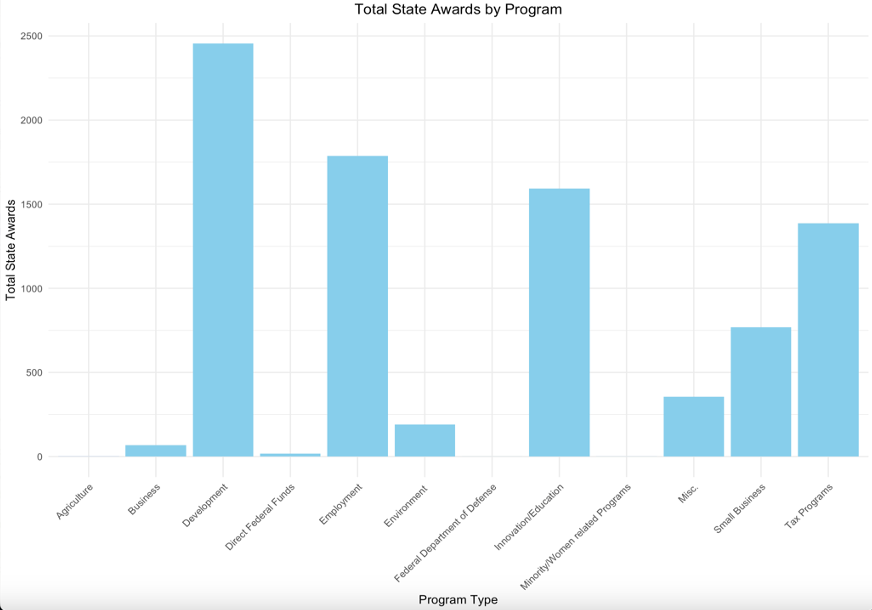 Total State Awards by Program
Total State Awards
2500
2000
1500
1000
500
0
Agriculture
Business
Development
Direct Federal Funds
Employment
Environment
Federal Department of Defense
Innovation/Education
Minority/Women related Programs
Misc.
Small Business
Tax Programs
Program Type